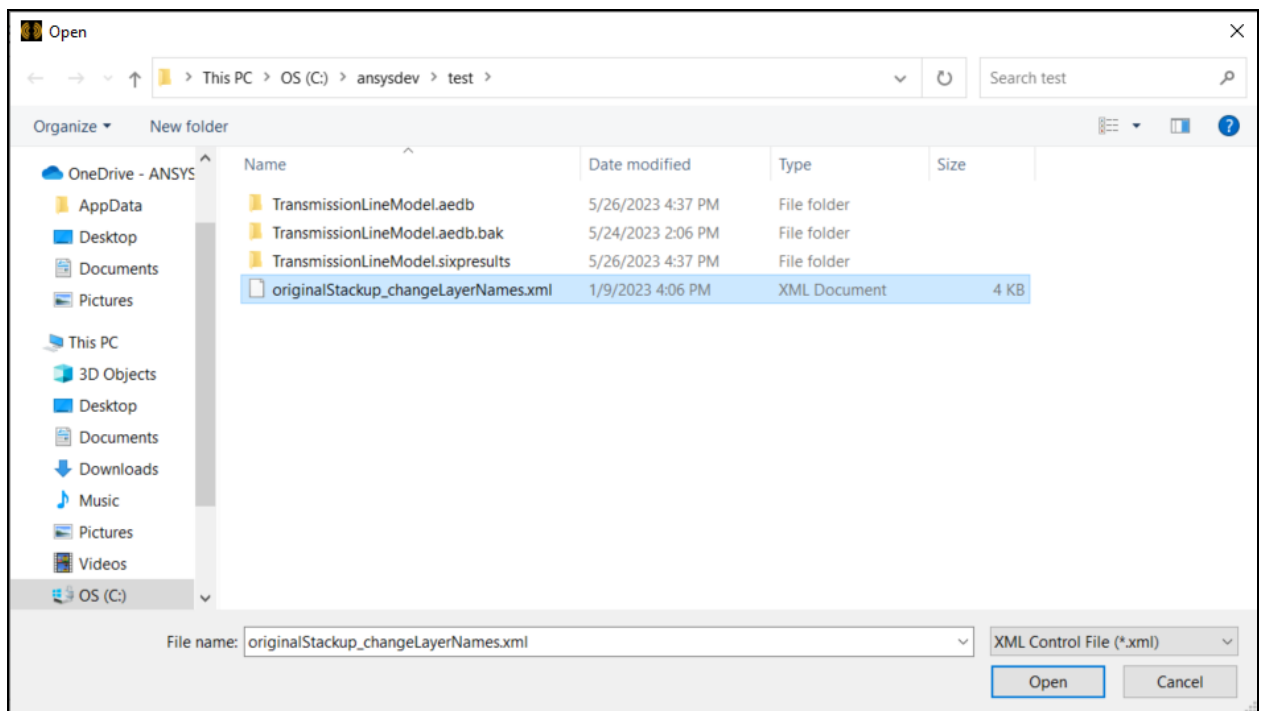 Open
This PC > OS (C:) > ansysdev > test >
Search test
Organize
New folder
Name Date modified Type Size
OneDrive - ANSYS
AppData
Desktop
Documents
Pictures
This PC
3D Objects
Desktop
Documents
Downloads
Music
Pictures
Videos
OS (C:)
TransmissionLineModel.aedb 5/26/2023 4:37 PM File folder
TransmissionLineModel.aedb.bak 5/24/2023 2:06 PM File folder
TransmissionLineModel.sixpresults 5/26/2023 4:37 PM File folder
originalStackup_changeLayerNames.xml 1/9/2023 4:06 PM XML Document 4 KB
File name: originalStackup_changeLayerNames.xml XML Control File (*.xml)
Open Cancel